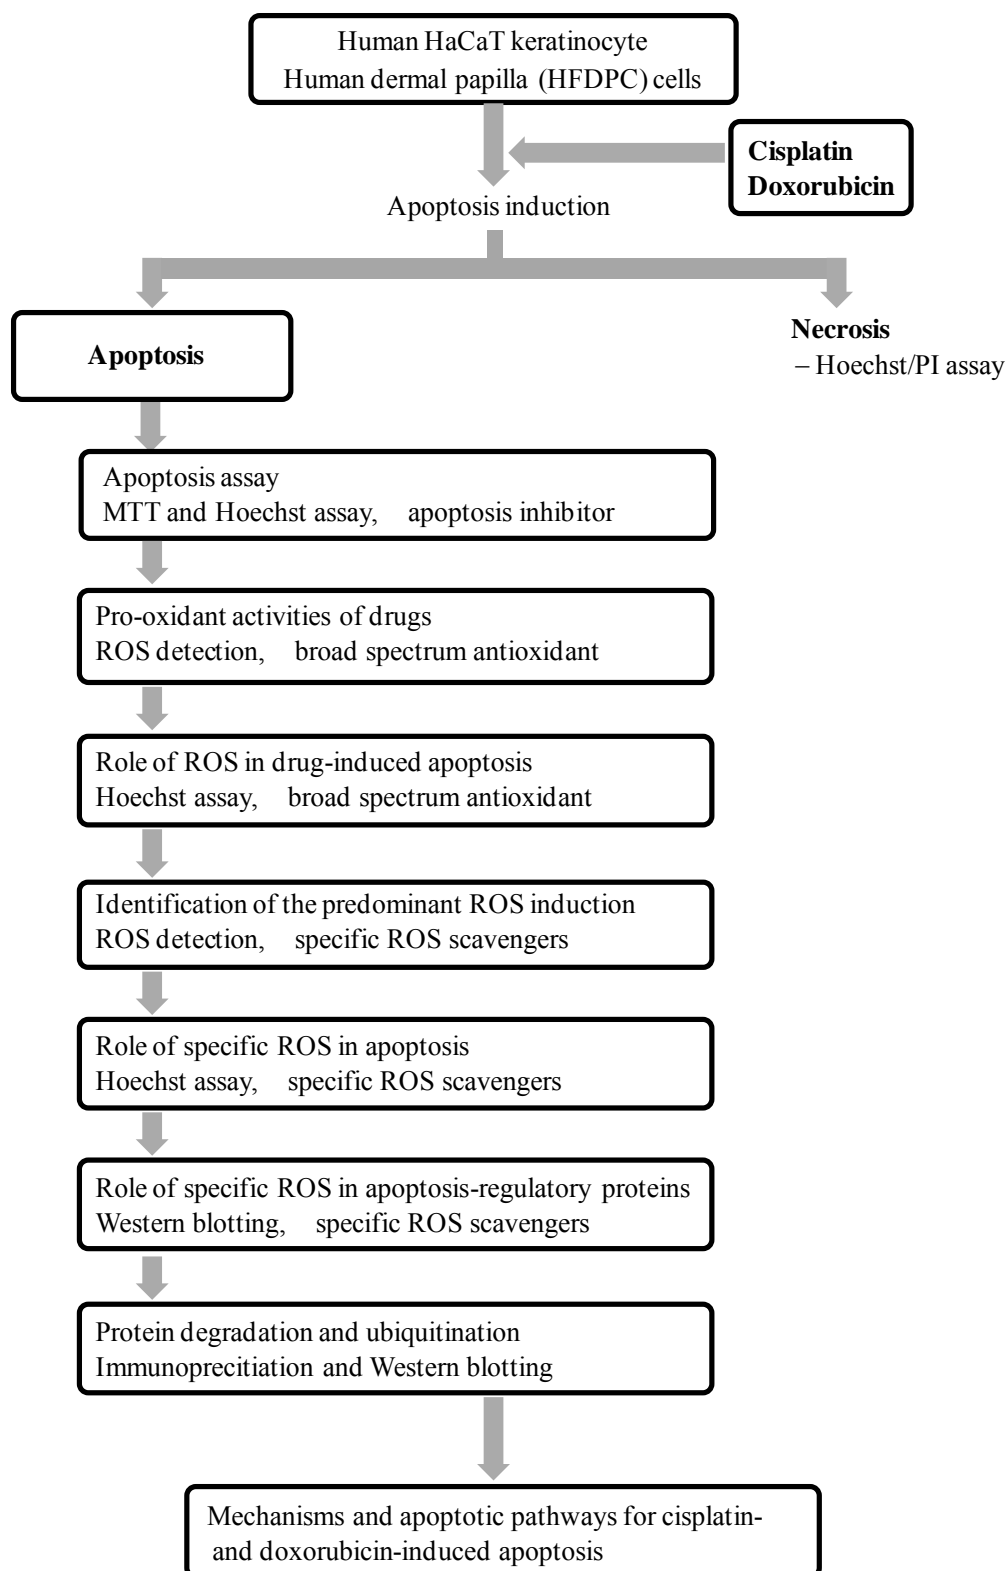 Human HaCaT keratinocyte
Human dermal papilla (HFDPC) cells
Cisplatin
Doxorubicin
Apoptosis induction
Apoptosis
Necrosis
– Hoechst/PI assay
Apoptosis assay
MTT and Hoechst assay, apoptosis inhibitor
Pro-oxidant activities of drugs
ROS detection, broad spectrum antioxidant
Role of ROS in drug-induced apoptosis
Hoechst assay, broad spectrum antioxidant
Identification of the predominant ROS induction
ROS detection, specific ROS scavengers
Role of specific ROS in apoptosis
Hoechst assay, specific ROS scavengers
Role of specific ROS in apoptosis-regulatory proteins
Western blotting, specific ROS scavengers
Protein degradation and ubiquitination
Immunoprecitiation and Western blotting
Mechanisms and apoptotic pathways for cisplatin-
and doxorubicin-induced apoptosis